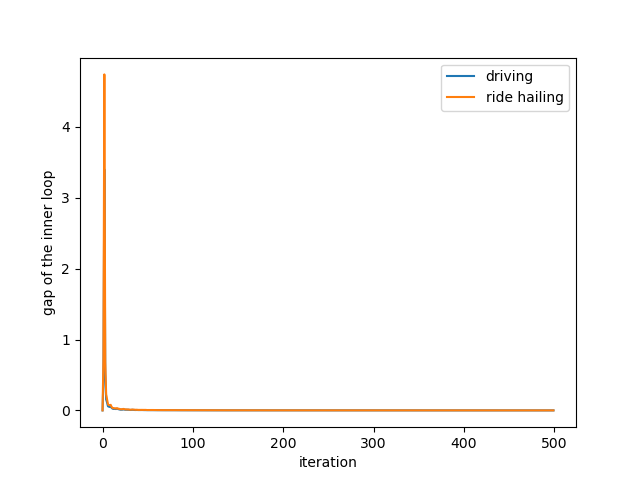 driving
ride hailing
4
3
2
1
0
gap of the inner loop
0 100 200 300 400 500
iteration